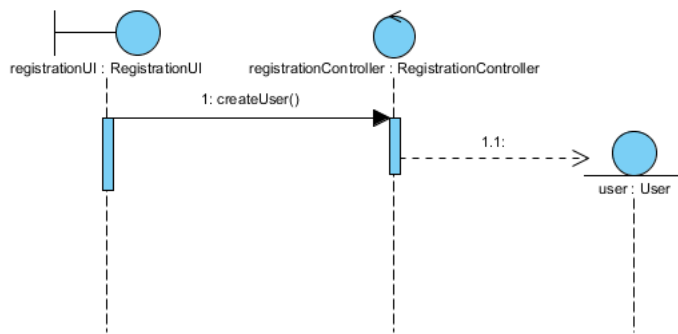 registrationUI : RegistrationUI
registrationController : RegistrationController
1: createUser()
1.1:
user : User